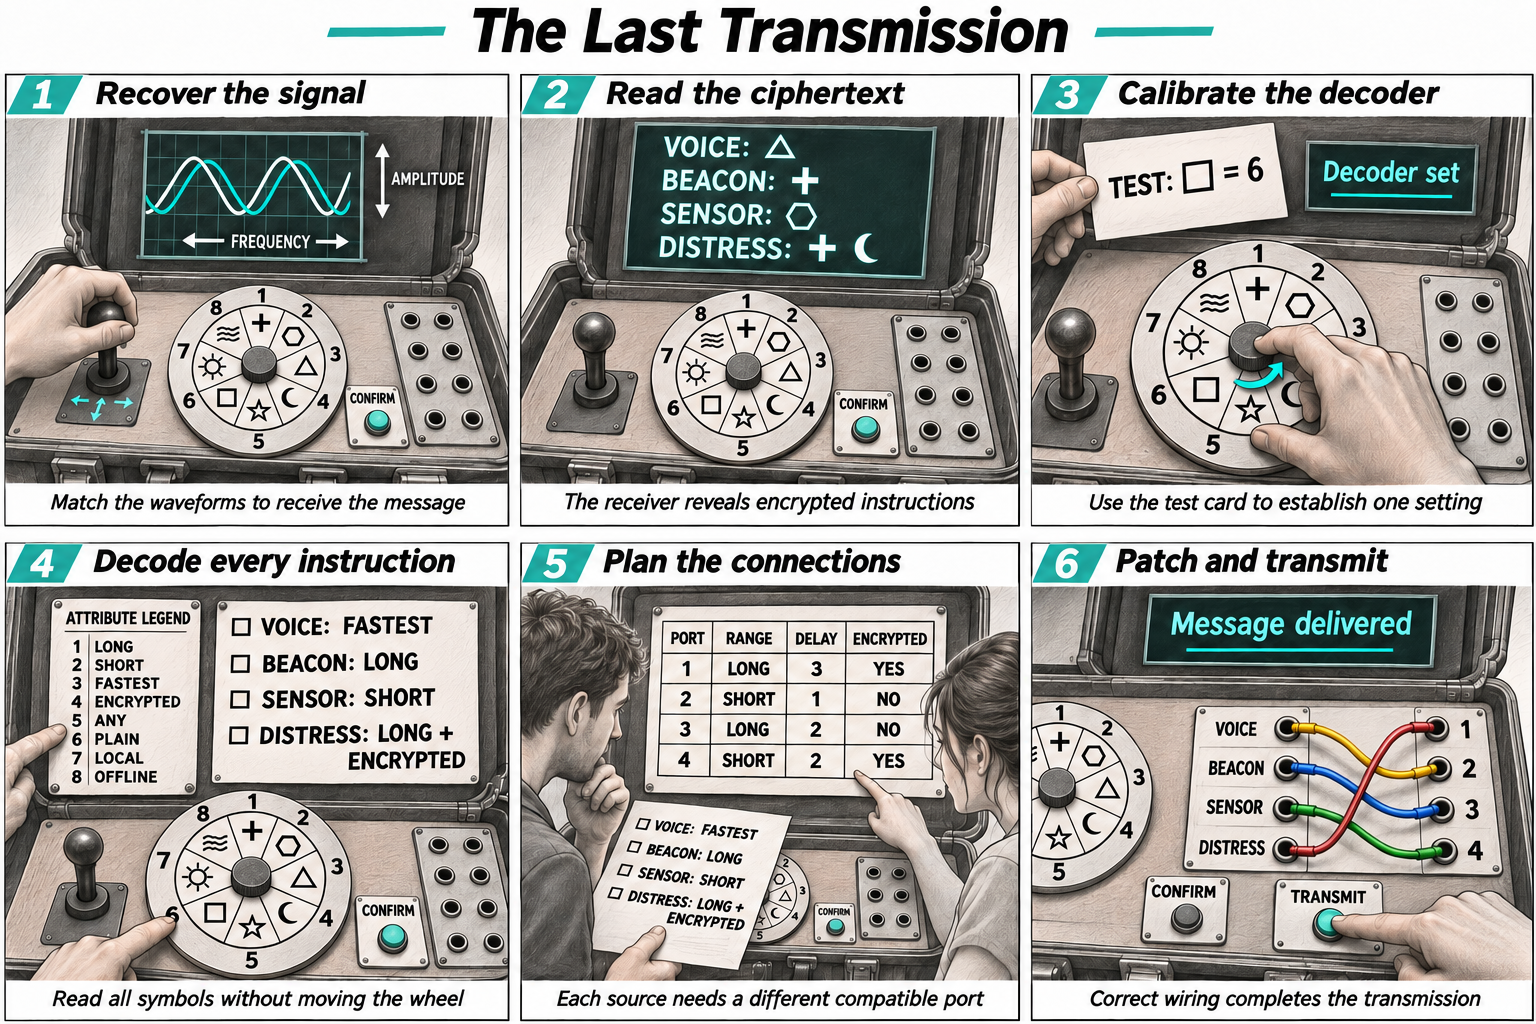 The Last Transmission
1 Recover the signal
AMPLITUDE
FREQUENCY
1
2
3
4
5
6
7
8
CONFIRM
Match the waveforms to receive the message
2 Read the ciphertext
VOICE: △
BEACON: +
SENSOR: ⬡
DISTRESS: + ☾
1
2
3
4
5
6
7
8
CONFIRM
The receiver reveals encrypted instructions
3 Calibrate the decoder
TEST: □ = 6
Decoder set
1
2
3
5
6
7
8
Use the test card to establish one setting
4 Decode every instruction
ATTRIBUTE LEGEND
1 LONG
2 SHORT
3 FASTEST
4 ENCRYPTED
5 ANY
6 PLAIN
7 LOCAL
8 OFFLINE
□ VOICE: FASTEST
□ BEACON: LONG
□ SENSOR: SHORT
□ DISTRESS: LONG +
ENCRYPTED
1
2
3
4
5
6
7
8
CONFIRM
Read all symbols without moving the wheel
5 Plan the connections
PORT RANGE DELAY ENCRYPTED
1 LONG 3 YES
2 SHORT 1 NO
3 LONG 2 NO
4 SHORT 2 YES
□ VOICE: FASTEST
□ BEACON: LONG
□ SENSOR: SHORT
□ DISTRESS: LONG +
ENCRYPTED
2
3
4
5
CONFIRM
Each source needs a different compatible port
6 Patch and transmit
Message delivered
1
2
3
4
5
VOICE 1
BEACON 2
SENSOR 3
DISTRESS 4
CONFIRM
TRANSMIT
Correct wiring completes the transmission